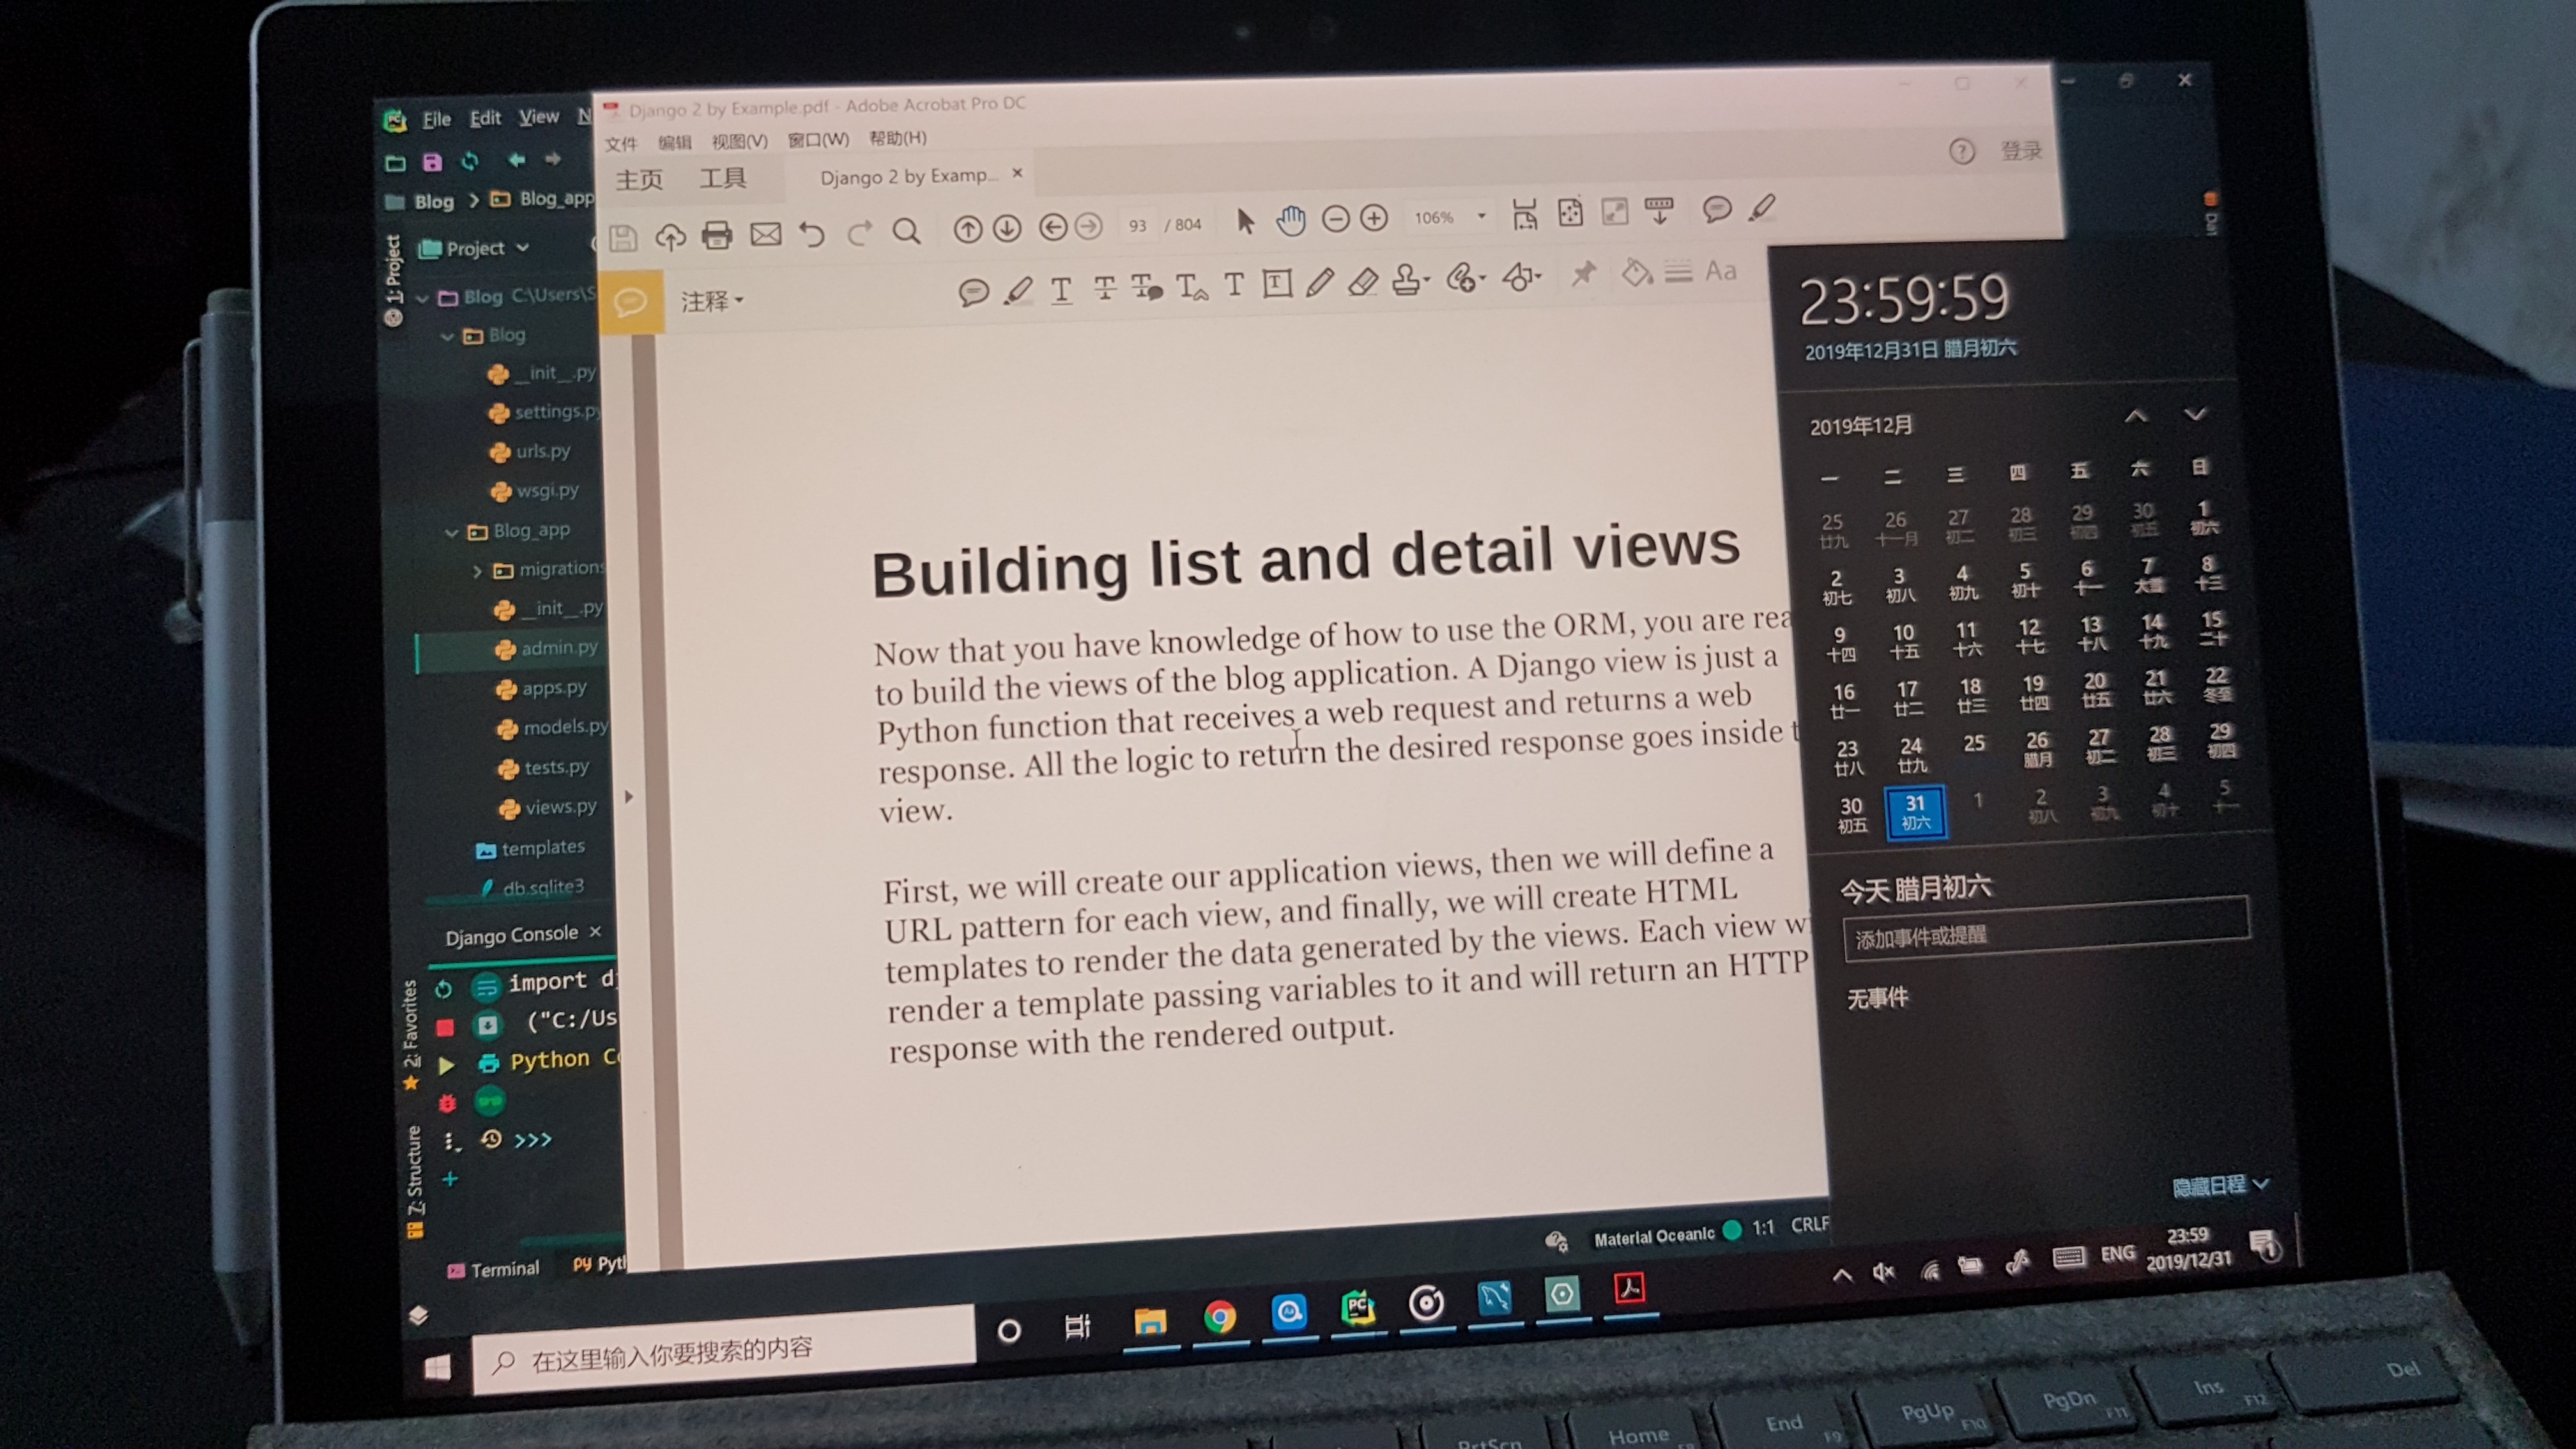 File Edit View N
Django 2 by Example.pdf - Adobe Acrobat Pro DC
文件 编辑 视图(V) 窗口(W) 帮助(H)
主页 工具 Django 2 by Examp... ×
登录
Blog > Blog_app
93 / 804 106%
注释
1: Project
Project
Blog C:\Users\S
Blog
__init__.py
settings.py
urls.py
wsgi.py
Blog_app
migrations
__init__.py
admin.py
apps.py
models.py
tests.py
views.py
templates
db.sqlite3
Django Console ×
import dj
("C:/Us
Python Co
>>>
2: Favorites
7: Structure
Terminal Pyth
Building list and detail views
Now that you have knowledge of how to use the ORM, you are rea
to build the views of the blog application. A Django view is just a
Python function that receives a web request and returns a web
response. All the logic to return the desired response goes inside t
view.
First, we will create our application views, then we will define a
URL pattern for each view, and finally, we will create HTML
templates to render the data generated by the views. Each view wi
render a template passing variables to it and will return an HTTP
response with the rendered output.
Material Oceanic 1:1 CRLF
23:59:59
2019年12月31日 腊月初六
2019年12月
一 二 三 四 五 六 日
25 26 27 28 29 30 1
廿九 十一月 初二 初三 初四 初五 初六
2 3 4 5 6 7 8
初七 初八 初九 初十 十一 大雪 十三
9 10 11 12 13 14 15
十四 十五 十六 十七 十八 十九 二十
16 17 18 19 20 21 22
廿一 廿二 廿三 廿四 廿五 廿六 冬至
23 24 25 26 27 28 29
廿八 廿九 腊月 初二 初三 初四
30 31 1 2 3 4 5
初五 初六 初八 初九 初十 十一
今天 腊月初六
添加事件或提醒
无事件
隐藏日程
在这里输入你要搜索的内容
ENG
23:59
2019/12/31
PrtScn Home End PgUp PgDn Ins Del
F9 F10 F11 F12